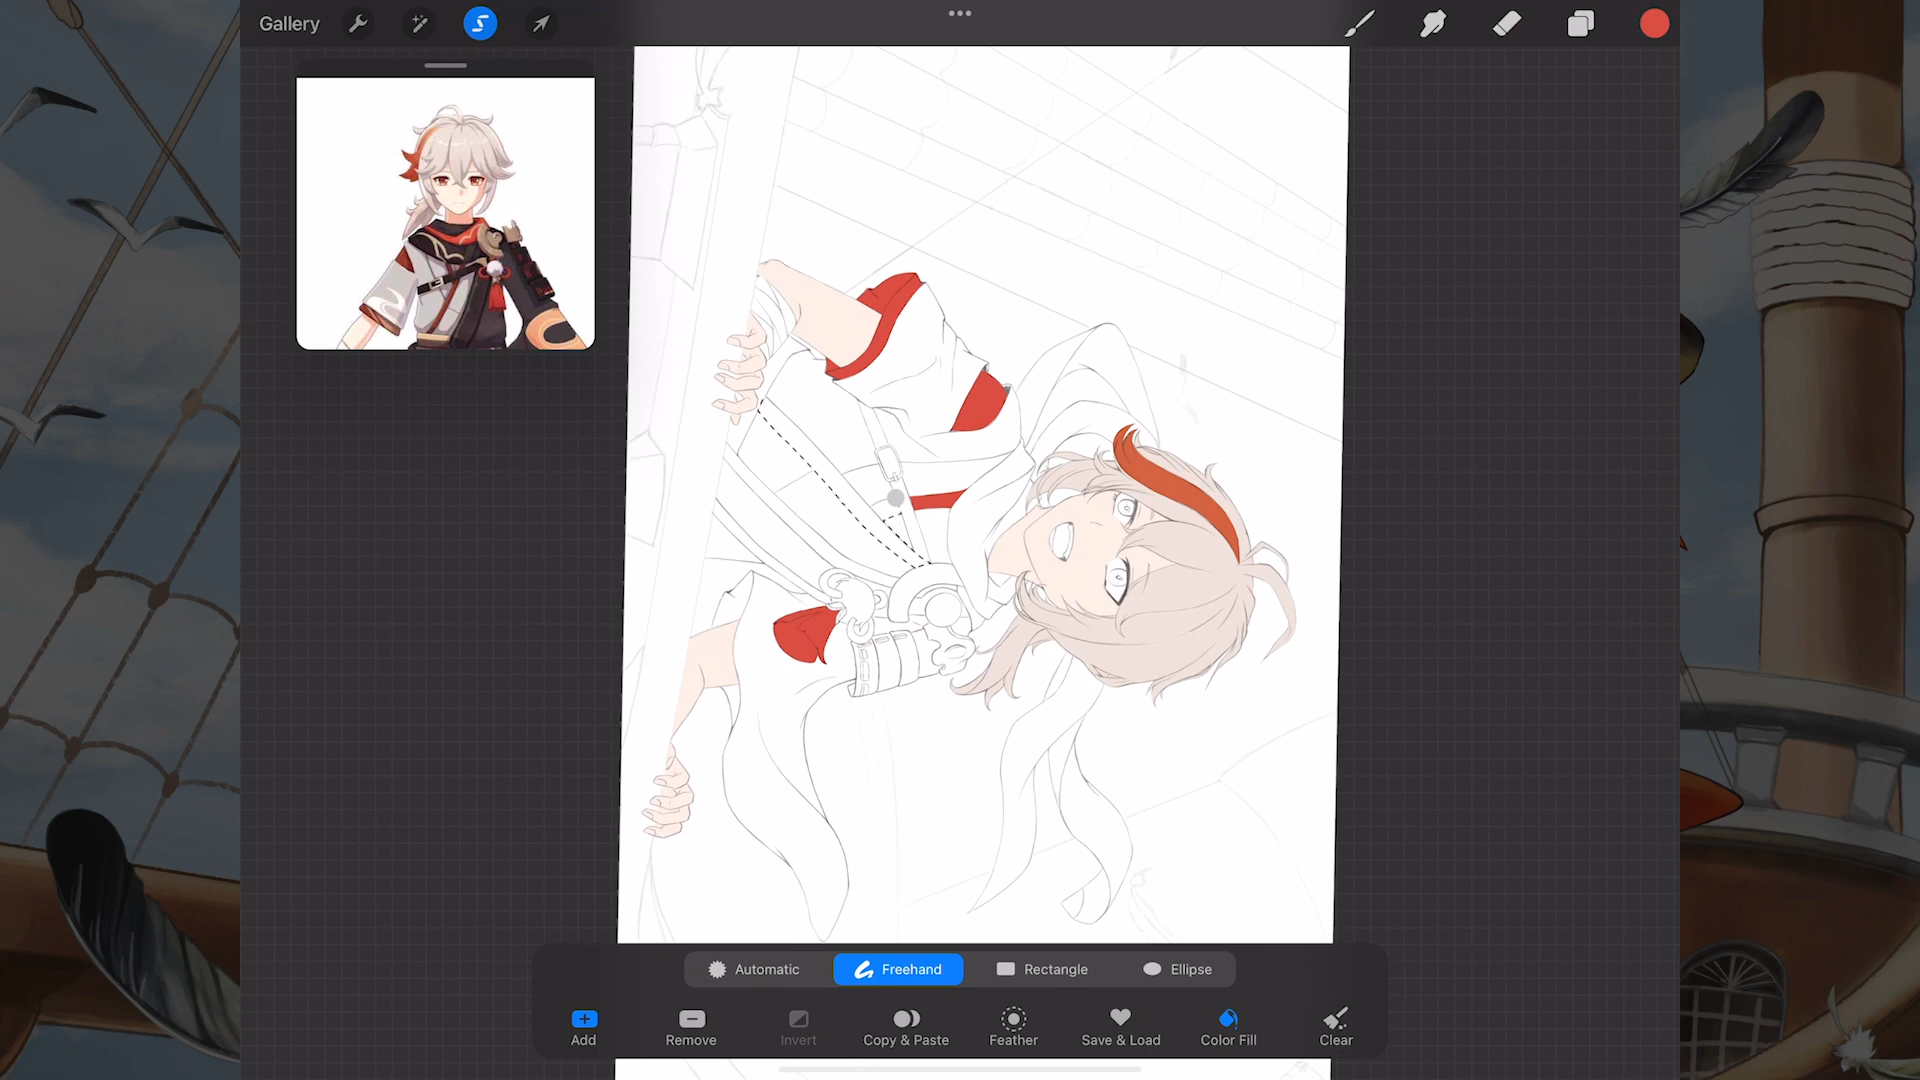 Gallery
Automatic Freehand Rectangle Ellipse
Add Remove Invert Copy & Paste Feather Save & Load Color Fill Clear